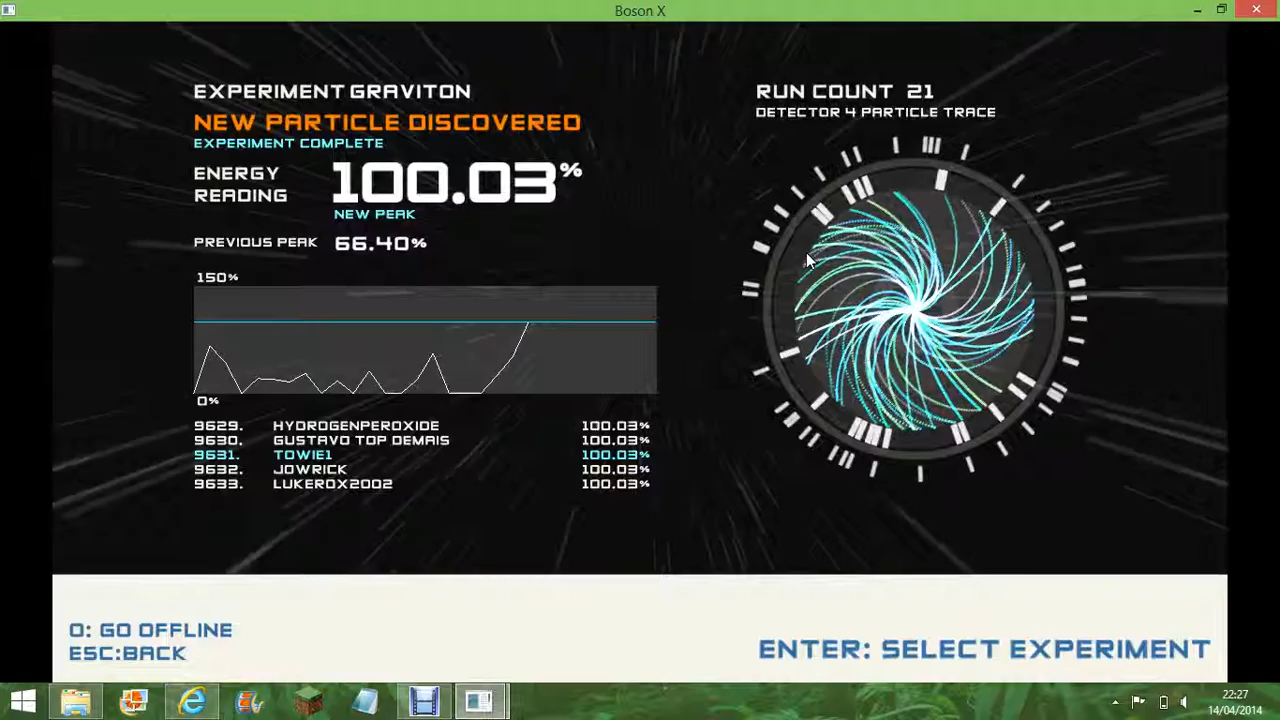 Boson X
EXPERIMENT GRAVITON
NEW PARTICLE DISCOVERED
EXPERIMENT COMPLETE
ENERGY READING 100.03%
NEW PEAK
PREVIOUS PEAK 66.40%
150%
0%
9629. HYDROGENPEROXIDE 100.03%
9630. GUSTAVO TOP DEMAIS 100.03%
9631. TOWIE1 100.03%
9632. JOWRICK 100.03%
9633. LUKEROX2002 100.03%
RUN COUNT 21
DETECTOR 4 PARTICLE TRACE
O: GO OFFLINE
ESC:BACK
ENTER: SELECT EXPERIMENT
22:27
14/04/2014